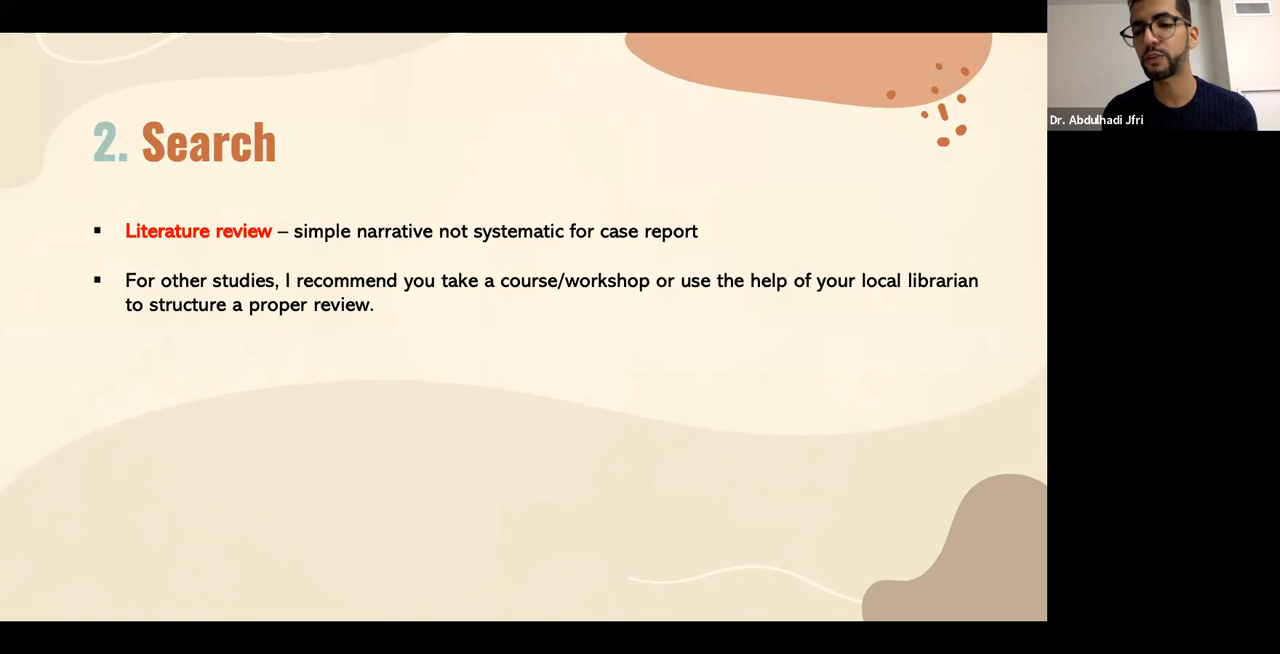 2. Search
▪ Literature review – simple narrative not systematic for case report
▪ For other studies, I recommend you take a course/workshop or use the help of your local librarian
to structure a proper review.
Dr. Abdulhadi Jfri